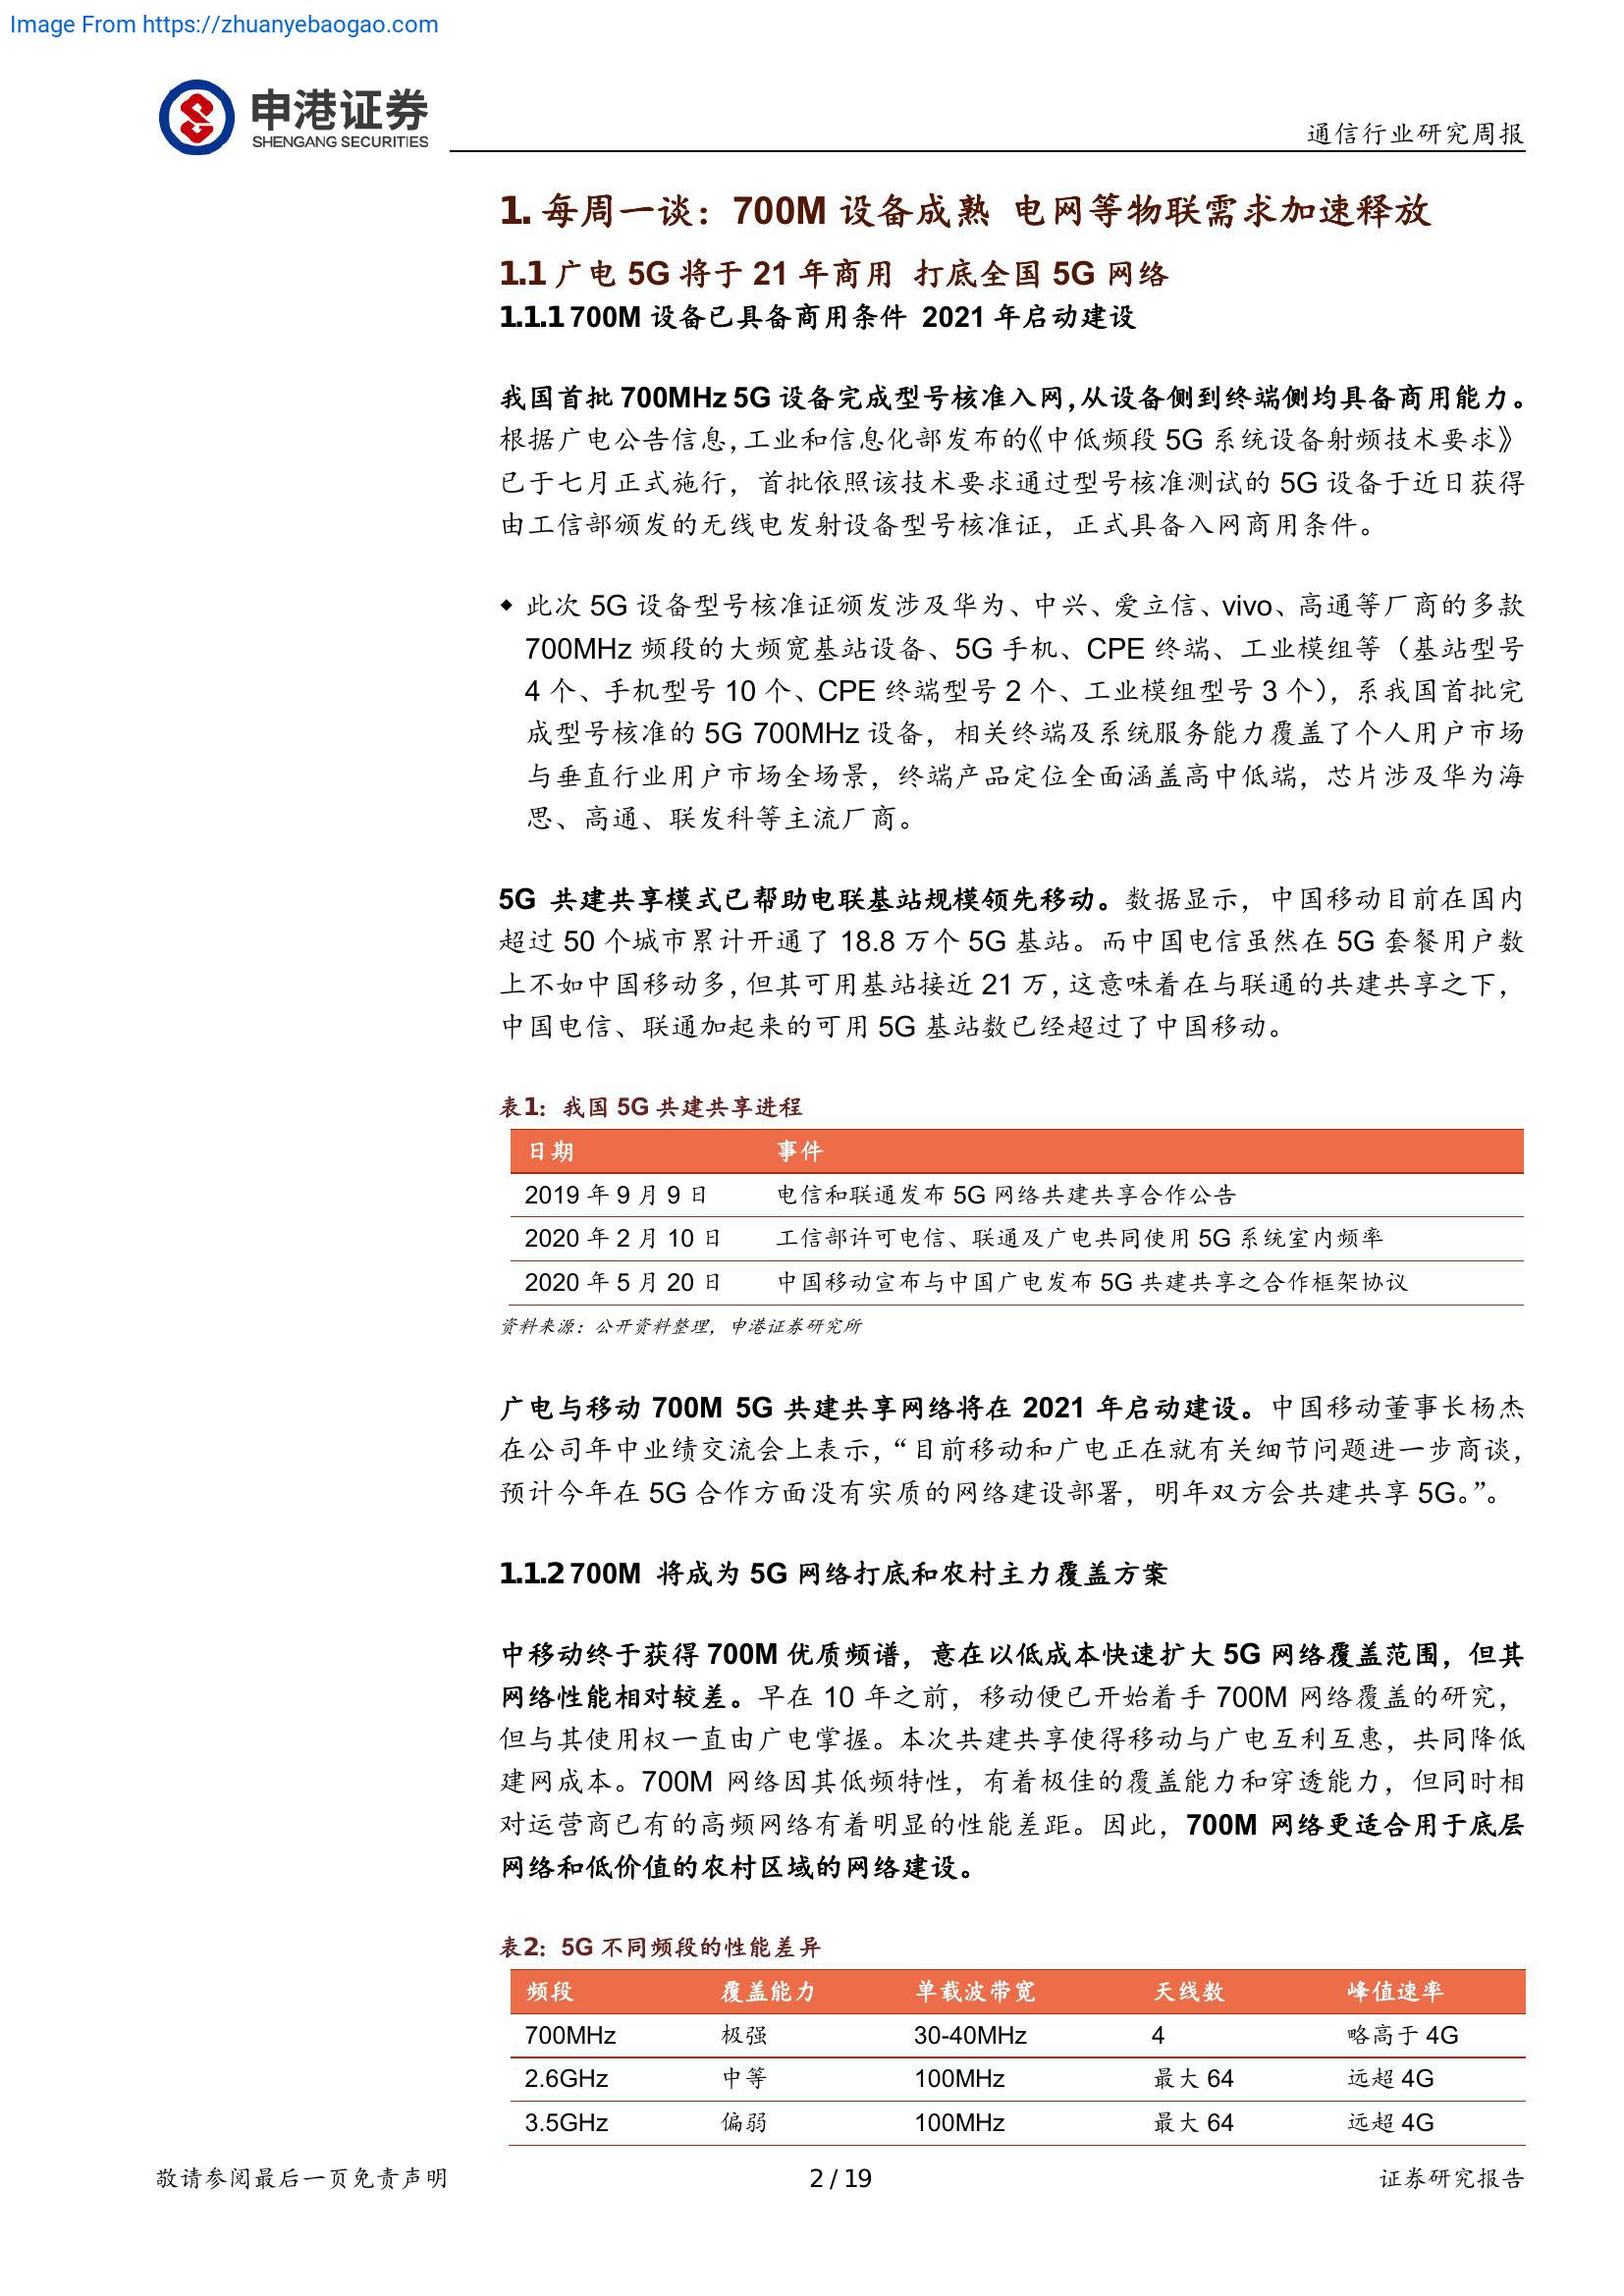 Image From https://zhuanyebaogao.com
申港证券
SHENGANG SECURITIES
通信行业研究周报
1. 每周一谈：700M 设备成熟 电网等物联需求加速释放
1.1 广电 5G 将于 21 年商用 打底全国 5G 网络
1.1.1 700M 设备已具备商用条件 2021 年启动建设
我国首批 700MHz 5G 设备完成型号核准入网，从设备侧到终端侧均具备商用能力。
根据广电公告信息，工业和信息化部发布的《中低频段 5G 系统设备射频技术要求》
已于七月正式施行，首批依照该技术要求通过型号核准测试的 5G 设备于近日获得
由工信部颁发的无线电发射设备型号核准证，正式具备入网商用条件。
◆ 此次 5G 设备型号核准证颁发涉及华为、中兴、爱立信、vivo、高通等厂商的多款
700MHz 频段的大频宽基站设备、5G 手机、CPE 终端、工业模组等（基站型号
4 个、手机型号 10 个、CPE 终端型号 2 个、工业模组型号 3 个），系我国首批完
成型号核准的 5G 700MHz 设备，相关终端及系统服务能力覆盖了个人用户市场
与垂直行业用户市场全场景，终端产品定位全面涵盖高中低端，芯片涉及华为海
思、高通、联发科等主流厂商。
5G 共建共享模式已帮助电联基站规模领先移动。数据显示，中国移动目前在国内
超过 50 个城市累计开通了 18.8 万个 5G 基站。而中国电信虽然在 5G 套餐用户数
上不如中国移动多，但其可用基站接近 21 万，这意味着在与联通的共建共享之下，
中国电信、联通加起来的可用 5G 基站数已经超过了中国移动。
表1：我国 5G 共建共享进程
日期 事件
2019 年 9 月 9 日 电信和联通发布 5G 网络共建共享合作公告
2020 年 2 月 10 日 工信部许可电信、联通及广电共同使用 5G 系统室内频率
2020 年 5 月 20 日 中国移动宣布与中国广电发布 5G 共建共享之合作框架协议
资料来源：公开资料整理，申港证券研究所
广电与移动 700M 5G 共建共享网络将在 2021 年启动建设。中国移动董事长杨杰
在公司年中业绩交流会上表示，“目前移动和广电正在就有关细节问题进一步商谈，
预计今年在 5G 合作方面没有实质的网络建设部署，明年双方会共建共享 5G。”。
1.1.2 700M 将成为 5G 网络打底和农村主力覆盖方案
中移动终于获得 700M 优质频谱，意在以低成本快速扩大 5G 网络覆盖范围，但其
网络性能相对较差。早在 10 年之前，移动便已开始着手 700M 网络覆盖的研究，
但与其使用权一直由广电掌握。本次共建共享使得移动与广电互利互惠，共同降低
建网成本。700M 网络因其低频特性，有着极佳的覆盖能力和穿透能力，但同时相
对运营商已有的高频网络有着明显的性能差距。因此，700M 网络更适合用于底层
网络和低价值的农村区域的网络建设。
表2：5G 不同频段的性能差异
频段 覆盖能力 单载波带宽 天线数 峰值速率
700MHz 极强 30-40MHz 4 略高于 4G
2.6GHz 中等 100MHz 最大 64 远超 4G
3.5GHz 偏弱 100MHz 最大 64 远超 4G
敬请参阅最后一页免责声明 2 / 19 证券研究报告